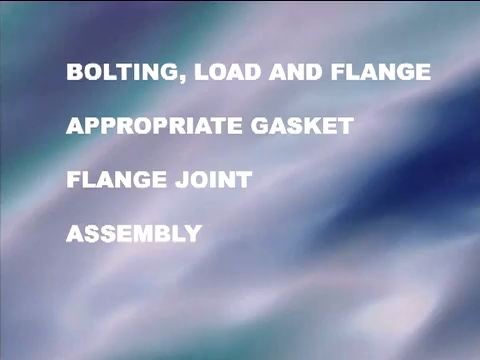 BOLTING, LOAD AND FLANGE
APPROPRIATE GASKET
FLANGE JOINT
ASSEMBLY